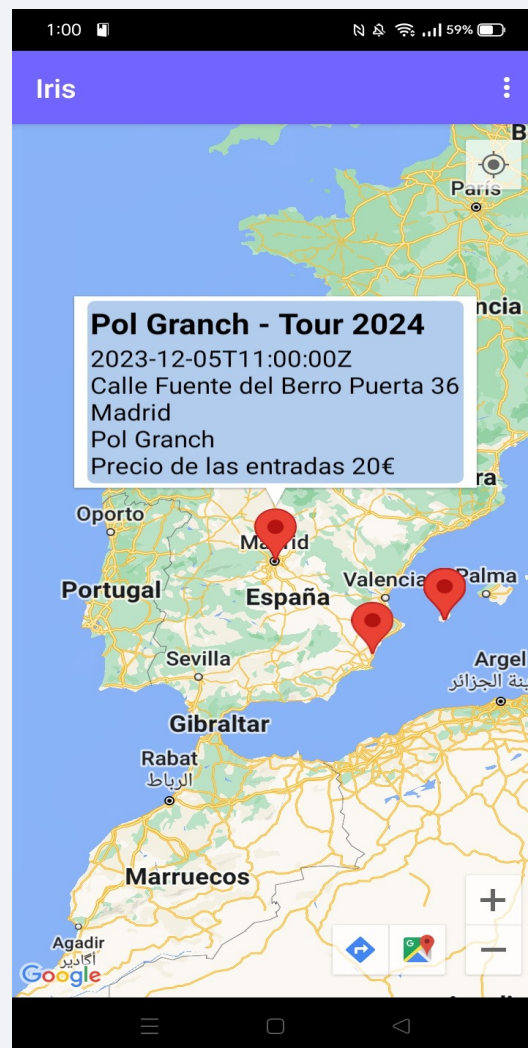 1:00
59%
Iris
B
París
ncia
Pol Granch - Tour 2024
2023-12-05T11:00:00Z
Calle Fuente del Berro Puerta 36
Madrid
Pol Granch
Precio de las entradas 20€
ra
Oporto
Madrid
Valencia
Palma
Portugal
España
Sevilla
Argel
ينة الجزائر
Gibraltar
Rabat
الرباط
Marruecos
Agadir
أكادير
Google